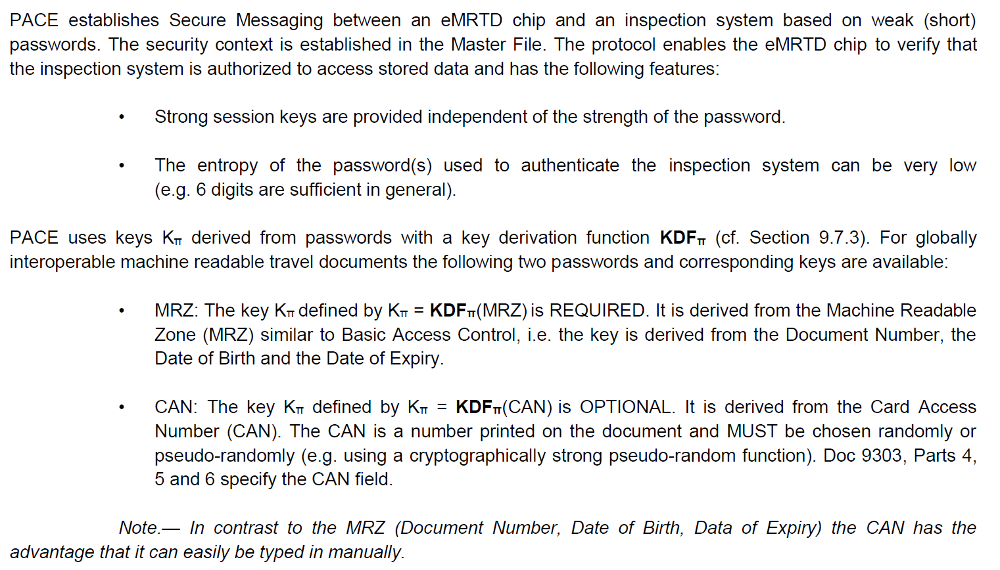 PACE establishes Secure Messaging between an eMRTD chip and an inspection system based on weak (short)
passwords. The security context is established in the Master File. The protocol enables the eMRTD chip to verify that
the inspection system is authorized to access stored data and has the following features:
• Strong session keys are provided independent of the strength of the password.
• The entropy of the password(s) used to authenticate the inspection system can be very low
(e.g. 6 digits are sufficient in general).
PACE uses keys Kπ derived from passwords with a key derivation function KDFπ (cf. Section 9.7.3). For globally
interoperable machine readable travel documents the following two passwords and corresponding keys are available:
• MRZ: The key Kπ defined by Kπ = KDFπ(MRZ) is REQUIRED. It is derived from the Machine Readable
Zone (MRZ) similar to Basic Access Control, i.e. the key is derived from the Document Number, the
Date of Birth and the Date of Expiry.
• CAN: The key Kπ defined by Kπ = KDFπ(CAN) is OPTIONAL. It is derived from the Card Access
Number (CAN). The CAN is a number printed on the document and MUST be chosen randomly or
pseudo-randomly (e.g. using a cryptographically strong pseudo-random function). Doc 9303, Parts 4,
5 and 6 specify the CAN field.
Note.— In contrast to the MRZ (Document Number, Date of Birth, Data of Expiry) the CAN has the
advantage that it can easily be typed in manually.